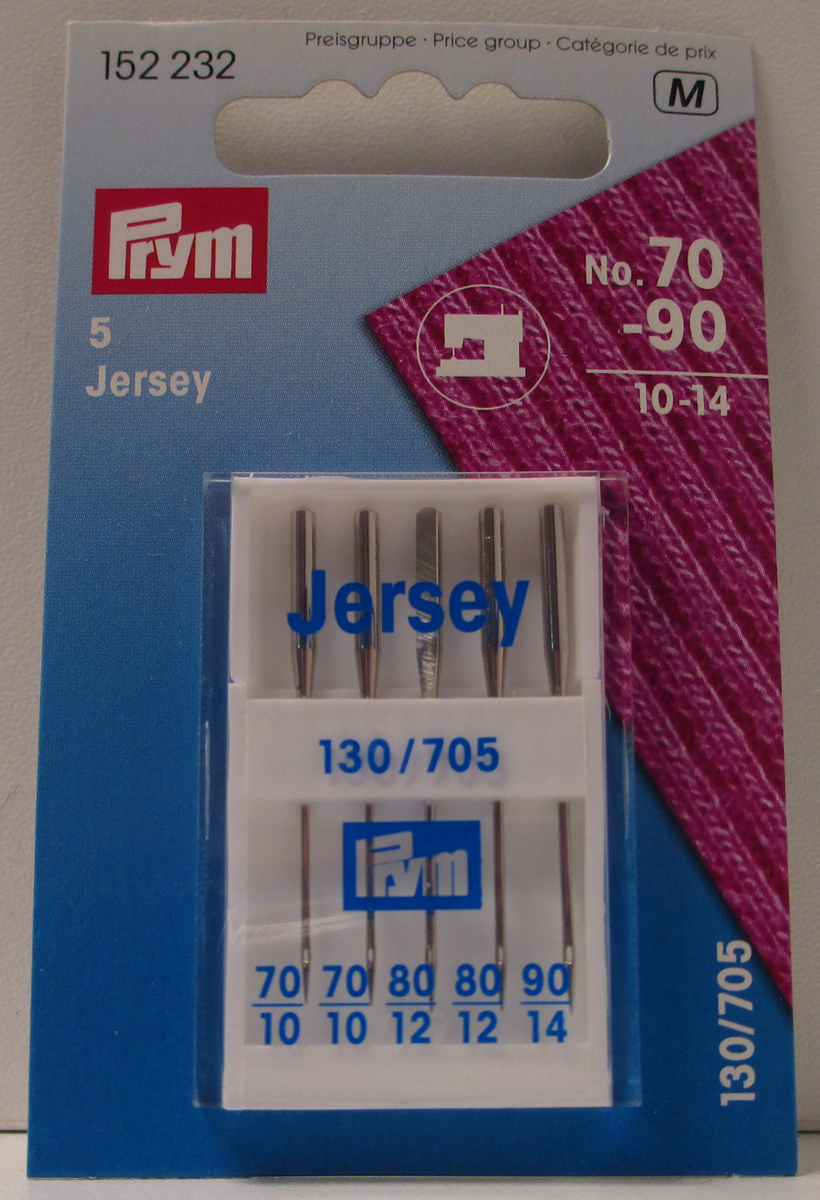 Preisgruppe · Price group · Catégorie de prix
152 232
M
Prym
5
Jersey
No. 70
-90
10-14
Jersey
130/705
Prym
70 70 80 80 90
10 10 12 12 14
130/705